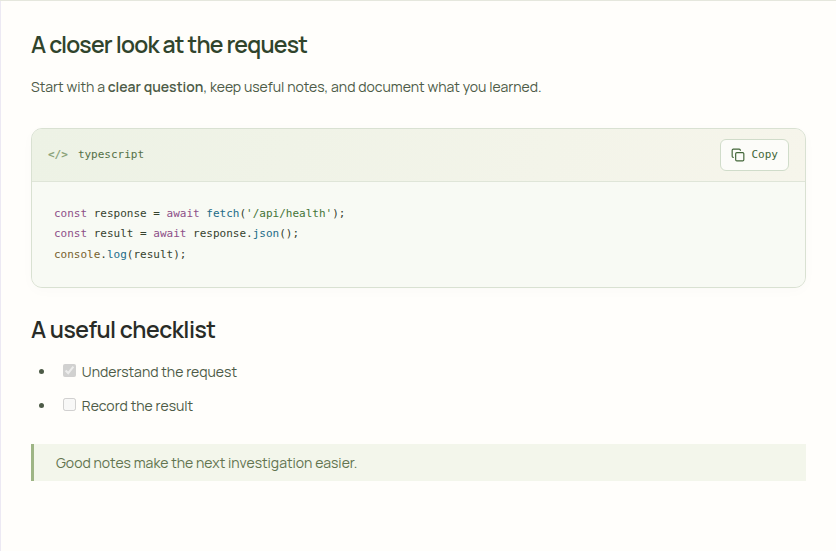 A closer look at the request
Start with a clear question, keep useful notes, and document what you learned.
</> typescript
Copy
const response = await fetch('/api/health');
const result = await response.json();
console.log(result);
A useful checklist
Understand the request
Record the result
Good notes make the next investigation easier.